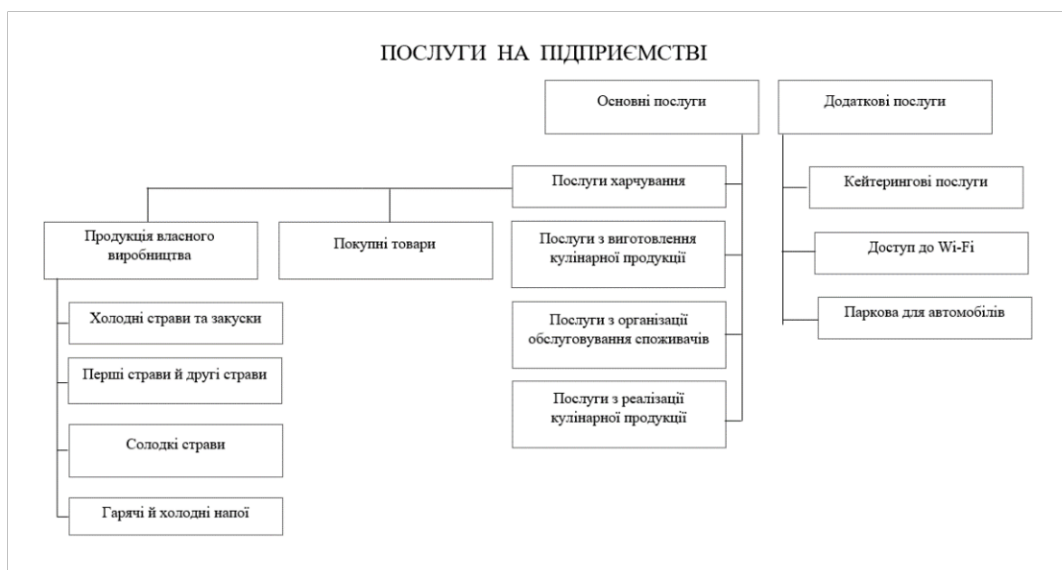 ПОСЛУГИ НА ПІДПРИЄМСТВІ
Основні послуги
Додаткові послуги
Послуги харчування
Кейтерингові послуги
Продукція власного
виробництва
Покупні товари
Послуги з виготовлення
кулінарної продукції
Доступ до Wi-Fi
Холодні страви та закуски
Послуги з організації
обслуговування споживачів
Паркова для автомобілів
Перші страви й другі страви
Послуги з реалізації
кулінарної продукції
Солодкі страви
Гарячі й холодні напої